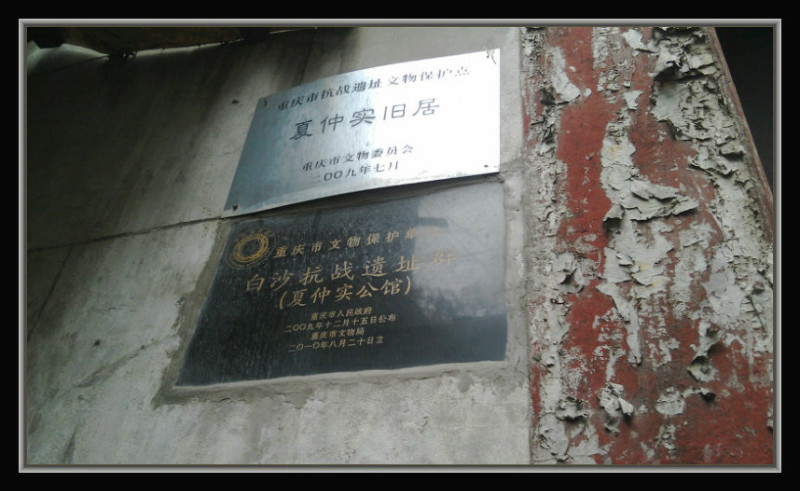 重庆市抗战遗址文物保护点
夏仲实旧居
重庆市文物委员会
二〇〇九年七月
重庆市文物保护单
白沙抗战遗址群
(夏仲实公馆)
重庆市人民政府
二〇〇九年十二月十五日公布
重庆市文物局
二〇一〇年八月二十日立